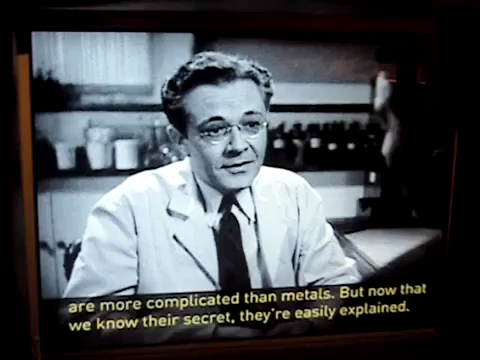 are more complicated than metals. But now that
we know their secret, they're easily explained.